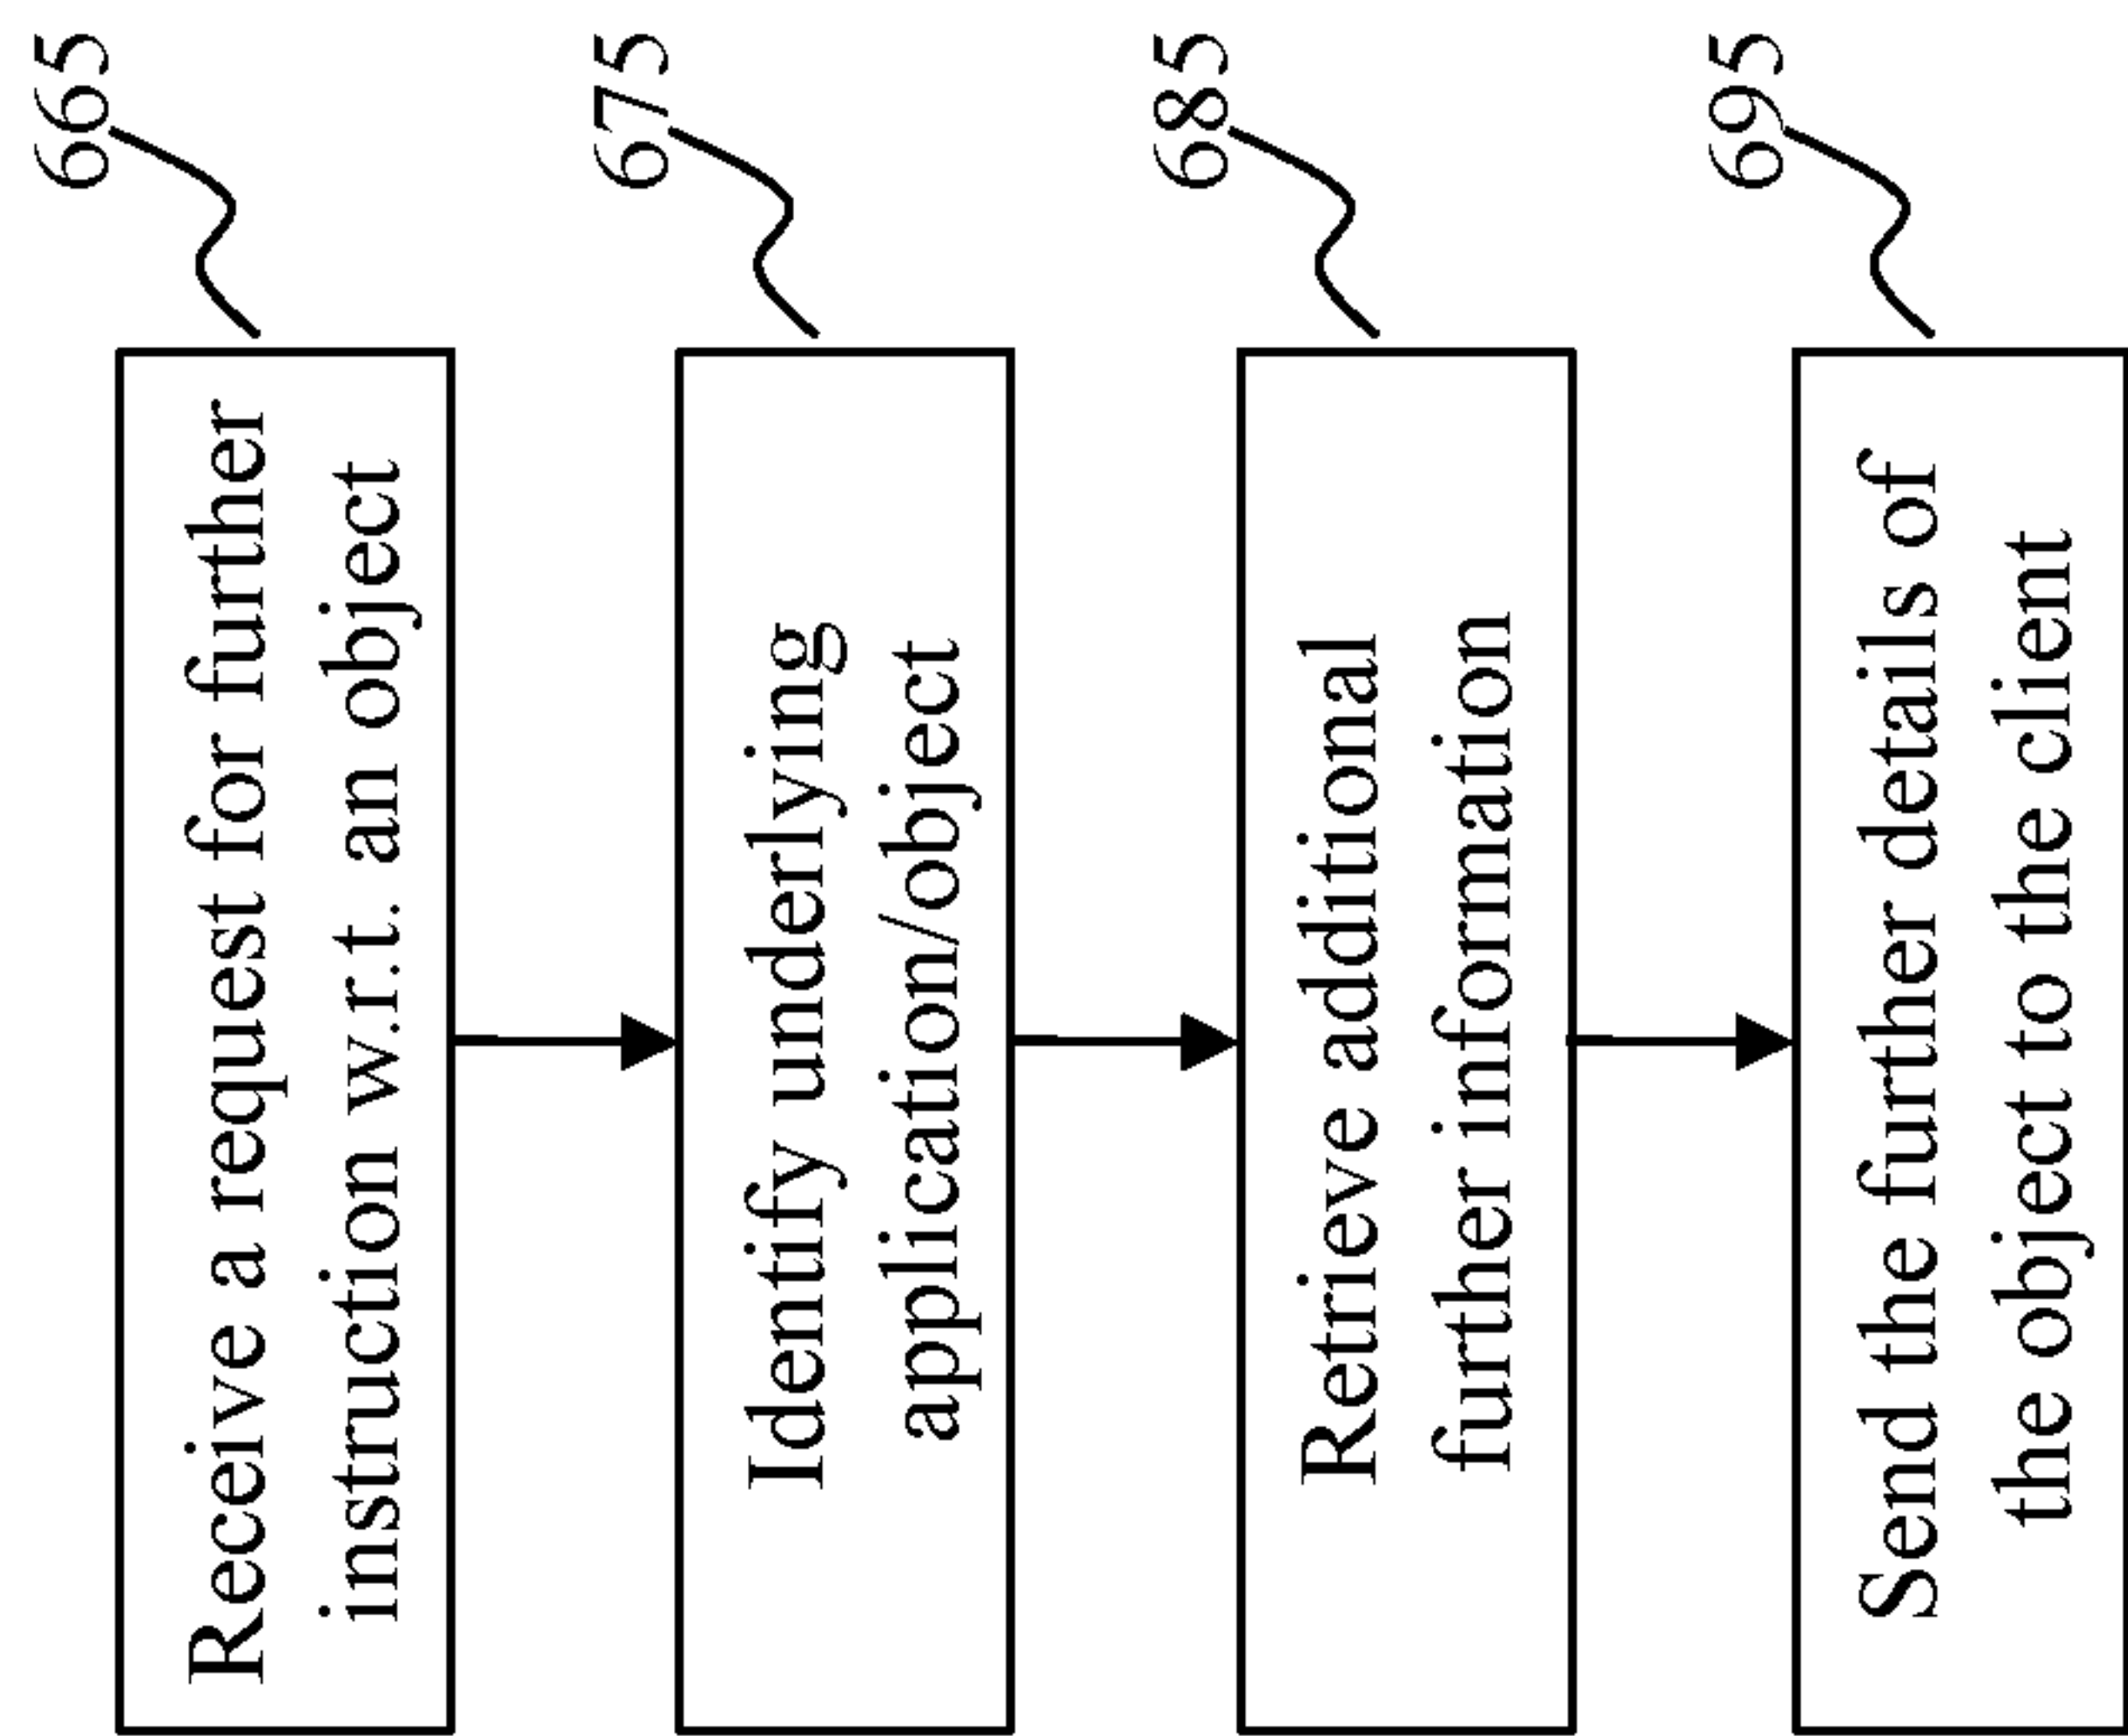 665
Receive a request for further
instruction w.r.t. an object
675
Identify underlying
application/object
685
Retrieve additional
further information
695
Send the further details of
the object to the client